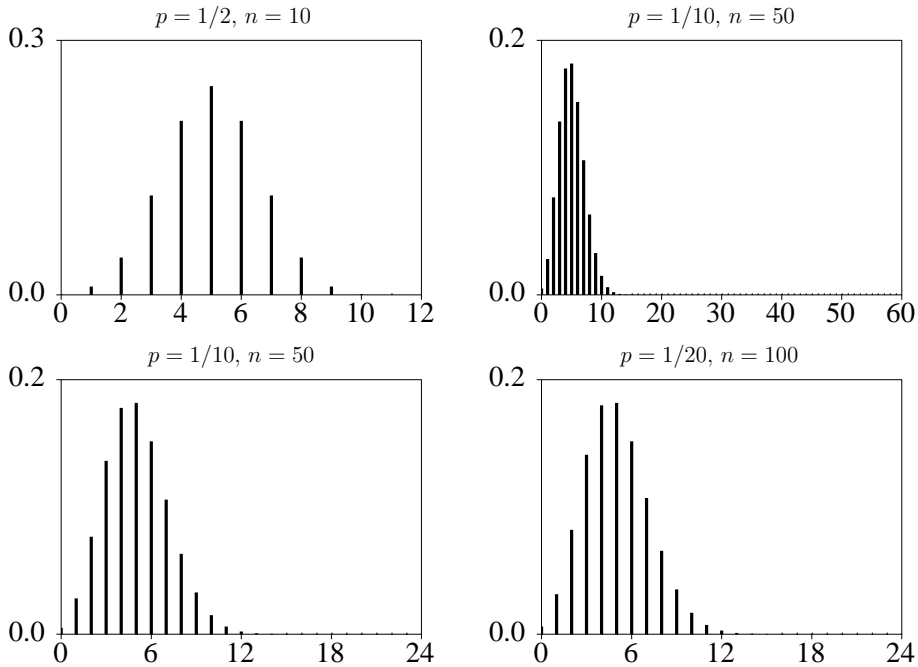 p = 1/2, n = 10
0.3
0.0
0 2 4 6 8 10 12
p = 1/10, n = 50
0.2
0.0
0 10 20 30 40 50 60
p = 1/10, n = 50
0.2
0.0
0 6 12 18 24
p = 1/20, n = 100
0.2
0.0
0 6 12 18 24